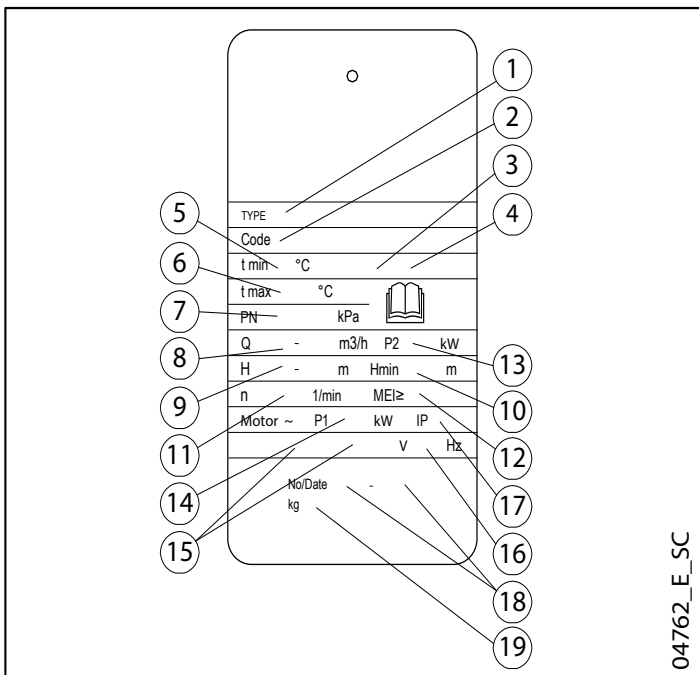 1
2
3
4
5
6
7
8
9
10
11
12
13
14
15
16
17
18
19
TYPE
Code
t min °C
t max °C
PN kPa
Q - m3/h P2 kW
H - m Hmin m
n 1/min MEI≥
Motor ~ P1 kW IP
V Hz
No/Date -
kg
04762_E_SC